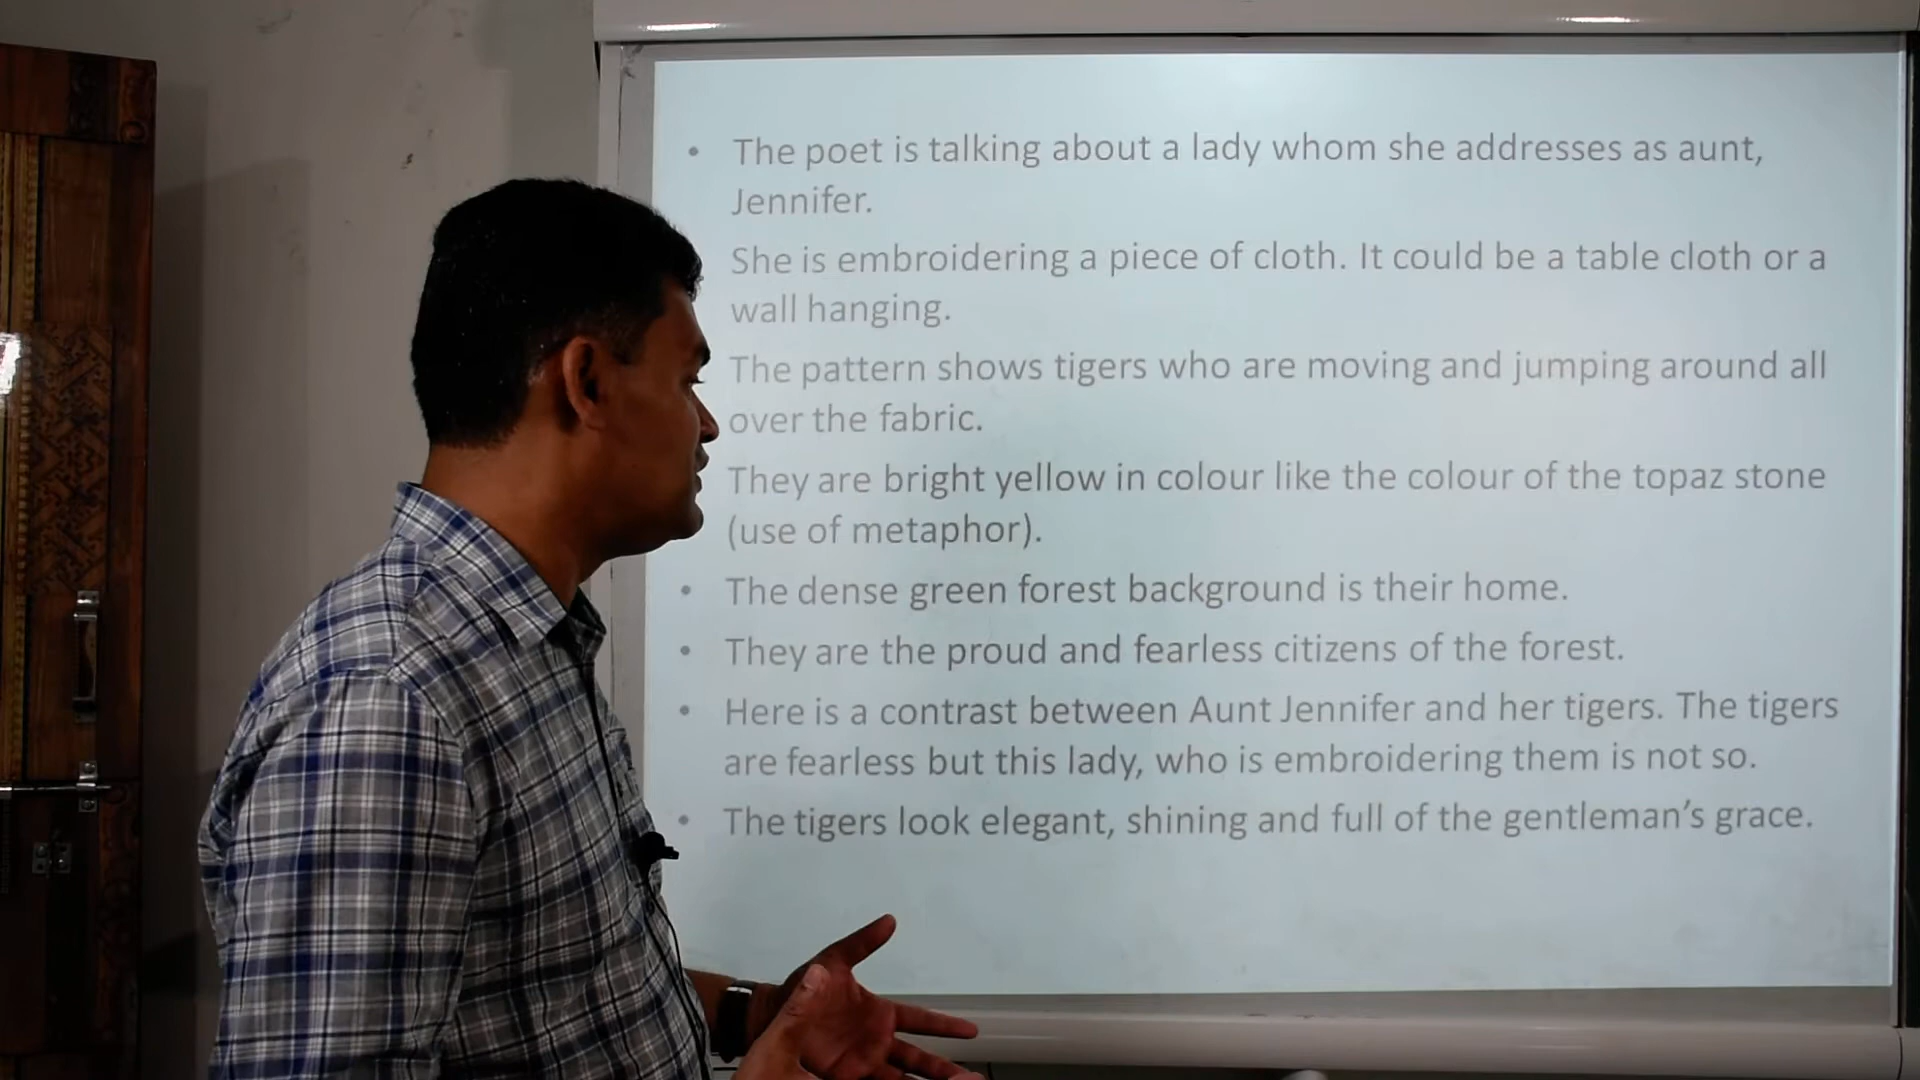 • The poet is talking about a lady whom she addresses as aunt,
Jennifer.
She is embroidering a piece of cloth. It could be a table cloth or a
wall hanging.
The pattern shows tigers who are moving and jumping around all
over the fabric.
They are bright yellow in colour like the colour of the topaz stone
(use of metaphor).
• The dense green forest background is their home.
• They are the proud and fearless citizens of the forest.
• Here is a contrast between Aunt Jennifer and her tigers. The tigers
are fearless but this lady, who is embroidering them is not so.
• The tigers look elegant, shining and full of the gentleman’s grace.